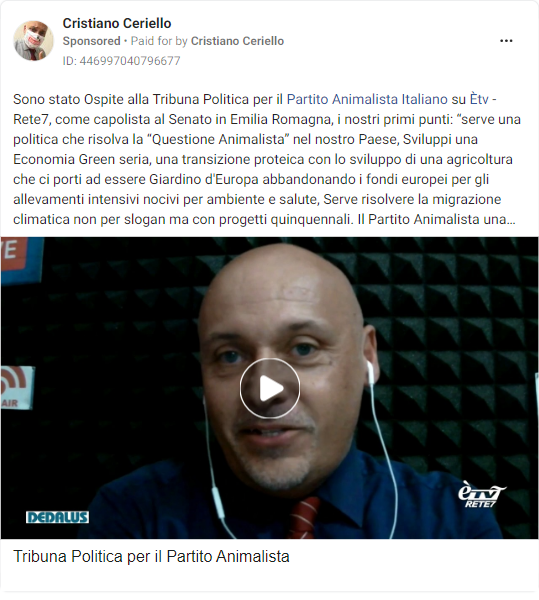 Cristiano Ceriello
Sponsored • Paid for by Cristiano Ceriello
ID: 446997040796677
Sono stato Ospite alla Tribuna Politica per il Partito Animalista Italiano su Ètv -
Rete7, come capolista al Senato in Emilia Romagna, i nostri primi punti: “serve una
politica che risolva la “Questione Animalista” nel nostro Paese, Sviluppi una
Economia Green seria, una transizione proteica con lo sviluppo di una agricoltura
che ci porti ad essere Giardino d'Europa abbandonando i fondi europei per gli
allevamenti intensivi nocivi per ambiente e salute, Serve risolvere la migrazione
climatica non per slogan ma con progetti quinquennali. Il Partito Animalista una...
VE
AIR
DEDALUS
èTV
RETE7
Tribuna Politica per il Partito Animalista